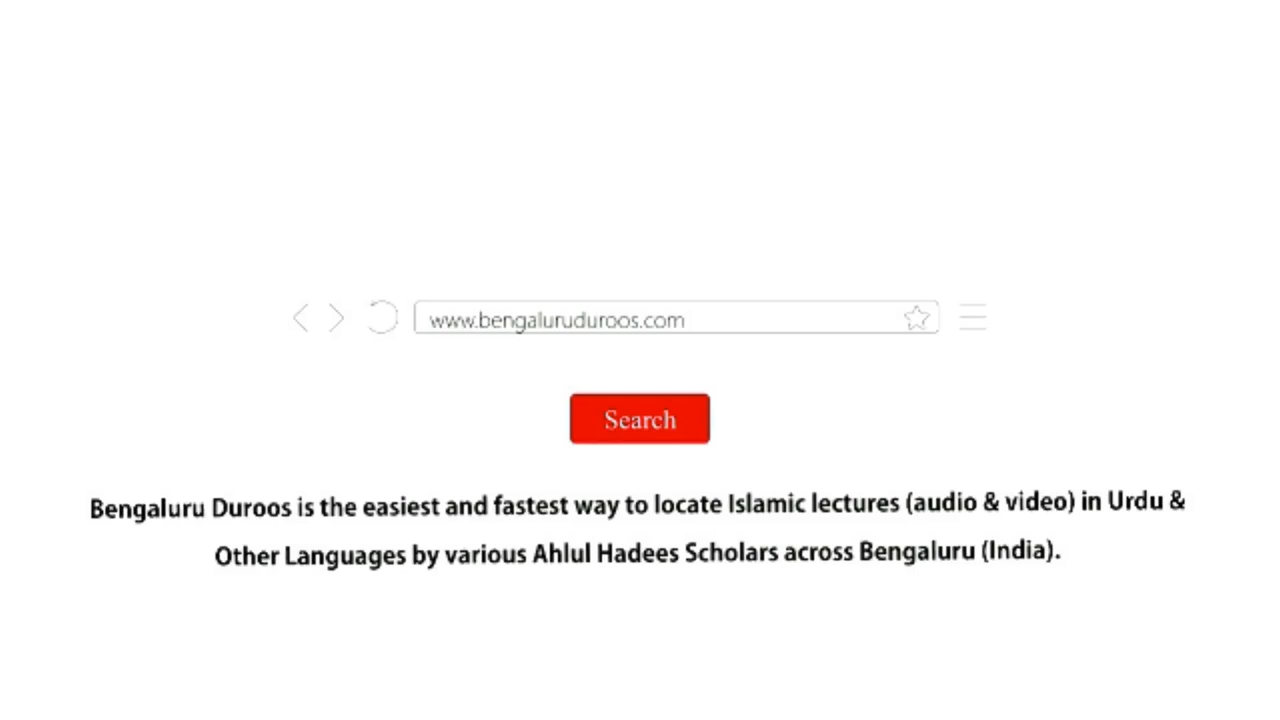 www.bengaluruduroos.com
Search
Bengaluru Duroos is the easiest and fastest way to locate Islamic lectures (audio & video) in Urdu &
Other Languages by various Ahlul Hadees Scholars across Bengaluru (India).